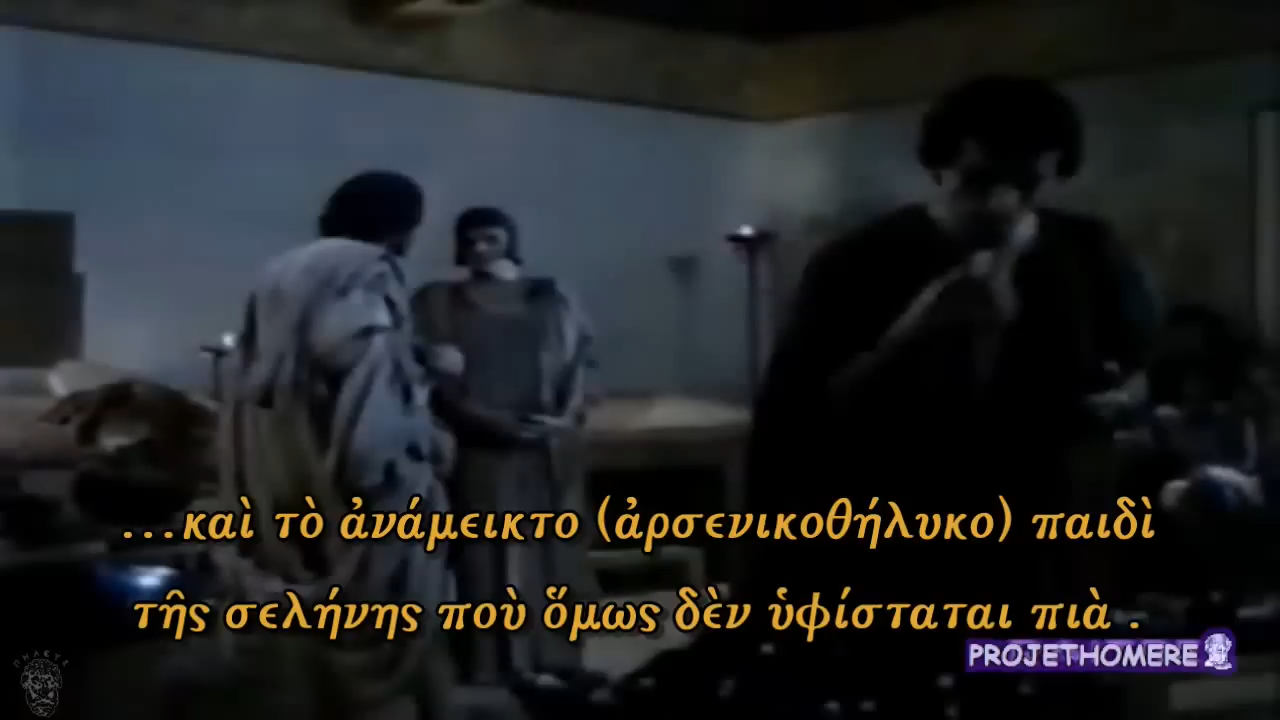 ...καὶ τὸ ἀνάμεικτο (ἀρσενικοθήλυκο) παιδὶ
τῆς σελήνης ποὺ ὅμως δὲν ὑφίσταται πιὰ .
PROJETHOMERE